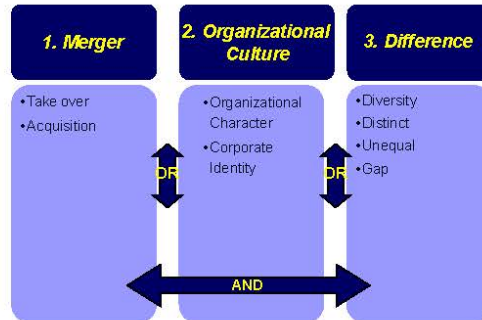 1. Merger
2. Organizational
Culture
3. Difference
•Take over
•Acquisition
•Organizational
Character
•Corporate
Identity
•Diversity
•Distinct
•Unequal
•Gap
OR
OR
AND